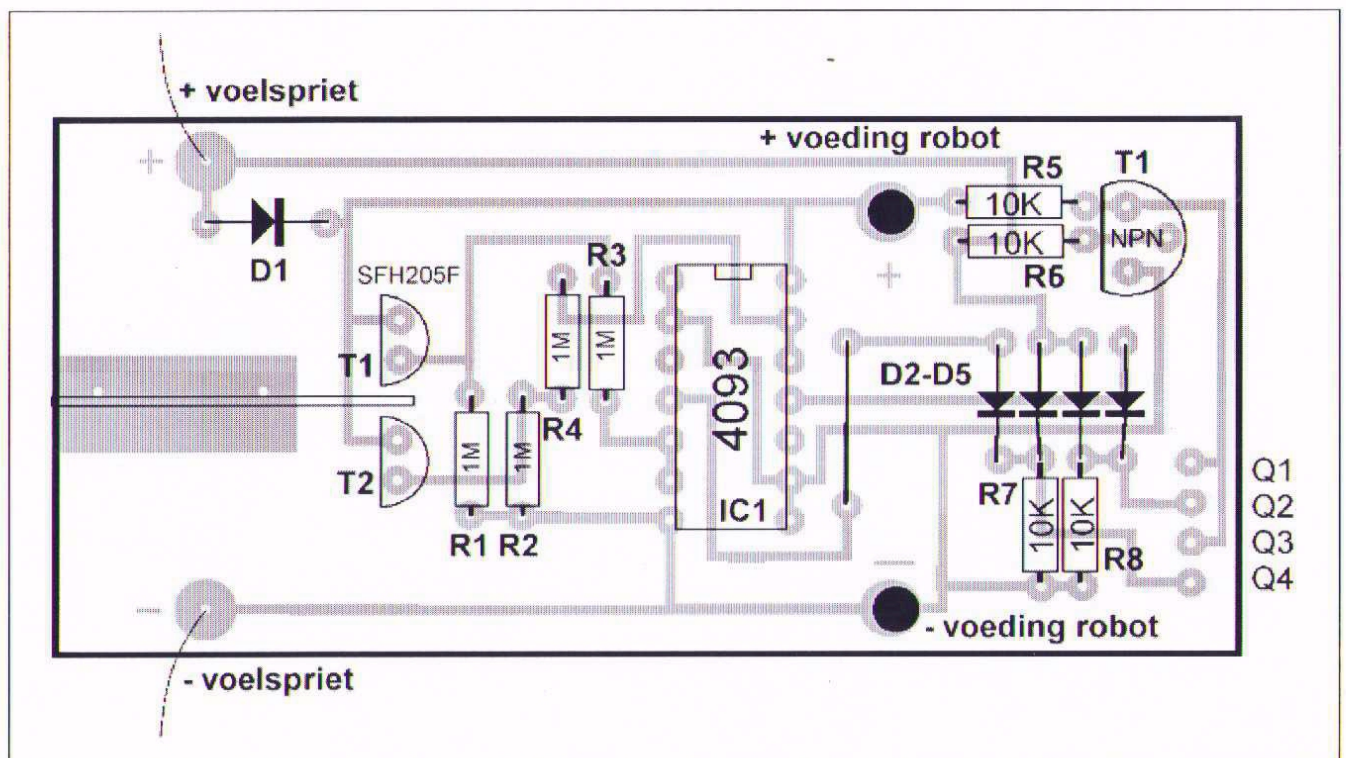 + voelspriet
+ voeding robot
T1
+
R5
10K
10K
NPN
R6
D1
SFH205F
R3
+
T1
1M
1M
4093
D2-D5
R4
1M
1M
T2
IC1
R7
Q1
Q2
R1 R2
10K
10K
R8
Q3
Q4
-
-
- voeding robot
- voelspriet